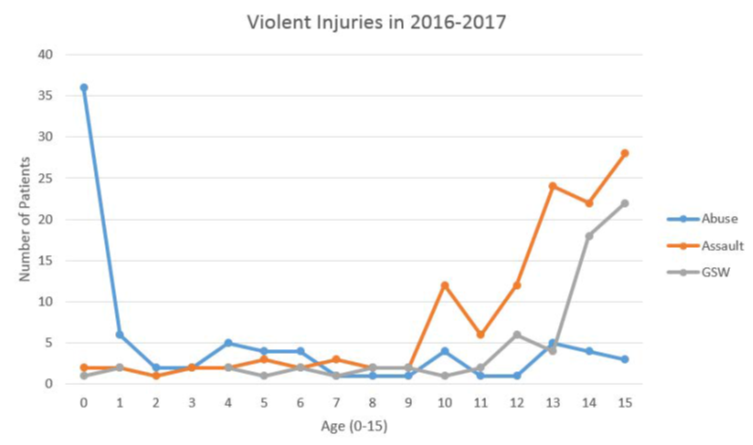 Violent Injuries in 2016-2017
40
35
30
25
20
15
10
5
0
Number of Patients
0 1 2 3 4 5 6 7 8 9 10 11 12 13 14 15
Age (0-15)
Abuse
Assault
GSW